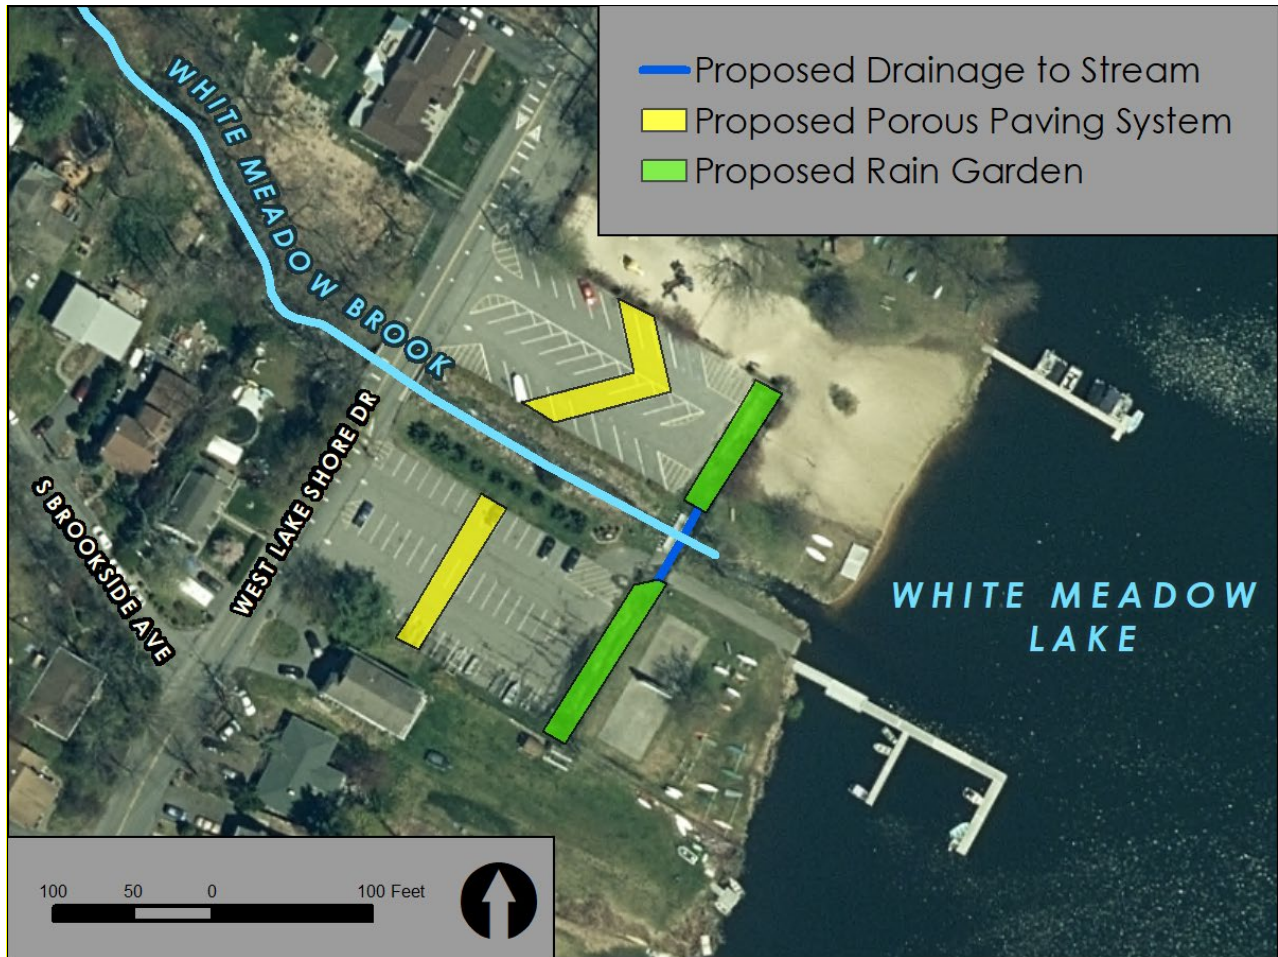 Proposed Drainage to Stream
Proposed Porous Paving System
Proposed Rain Garden
WHITE MEADOW BROOK
WEST LAKE SHORE DR
S BROOKSIDE AVE
WHITE MEADOW
LAKE
100 50 0 100 Feet